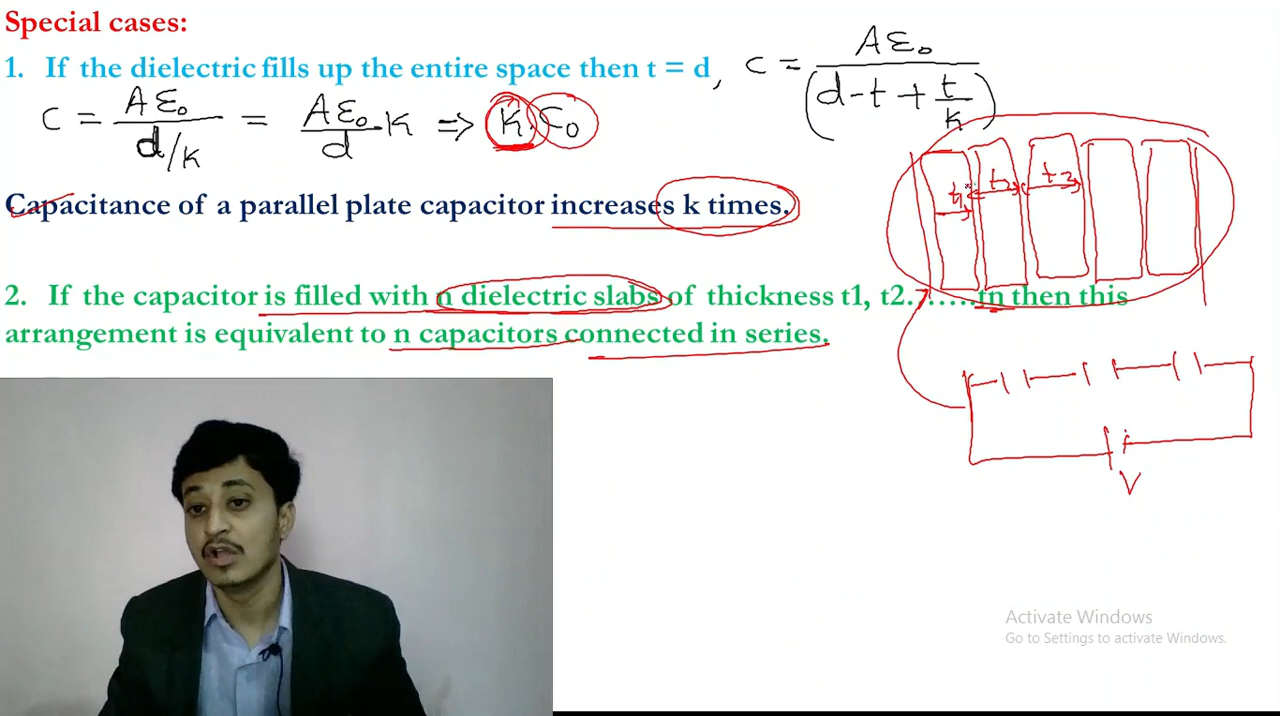 Special cases:
1. If the dielectric fills up the entire space then t = d, C = Aε₀ / (d - t + t/k)
C = Aε₀ / d/k = Aε₀/d K ⇒ K C₀
Capacitance of a parallel plate capacitor increases k times.
t1 t2 t3
2. If the capacitor is filled with n dielectric slabs of thickness t1, t2.......tn then this
arrangement is equivalent to n capacitors connected in series.
V
Activate Windows
Go to Settings to activate Windows.